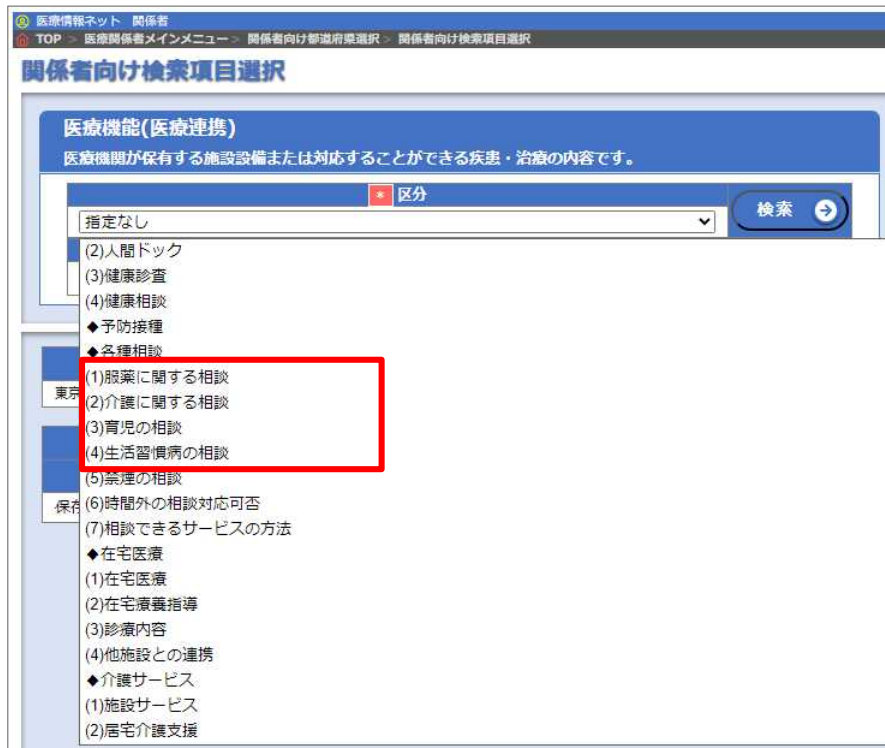 医療情報ネット 関係者
TOP > 医療関係者メインメニュー > 関係者向け都道府県選択 > 関係者向け検索項目選択
関係者向け検索項目選択
医療機能(医療連携)
医療機関が保有する施設設備または対応することができる疾患・治療の内容です。
* 区分
検索
指定なし
(2)人間ドック
(3)健康診査
(4)健康相談
◆予防接種
◆各種相談
(1)服薬に関する相談
東京
(2)介護に関する相談
(3)育児の相談
(4)生活習慣病の相談
(5)禁煙の相談
保存
(6)時間外の相談対応可否
(7)相談できるサービスの方法
◆在宅医療
(1)在宅医療
(2)在宅療養指導
(3)診療内容
(4)他施設との連携
◆介護サービス
(1)施設サービス
(2)居宅介護支援